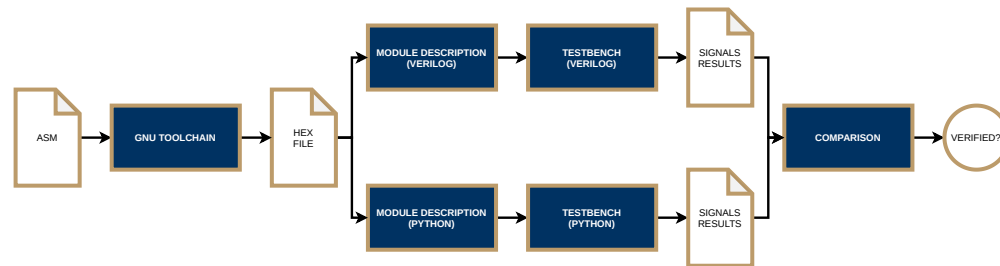 ASM
GNU TOOLCHAIN
HEX
FILE
MODULE DESCRIPTION
(VERILOG)
TESTBENCH
(VERILOG)
SIGNALS
RESULTS
MODULE DESCRIPTION
(PYTHON)
TESTBENCH
(PYTHON)
SIGNALS
RESULTS
COMPARISON
VERIFIED?